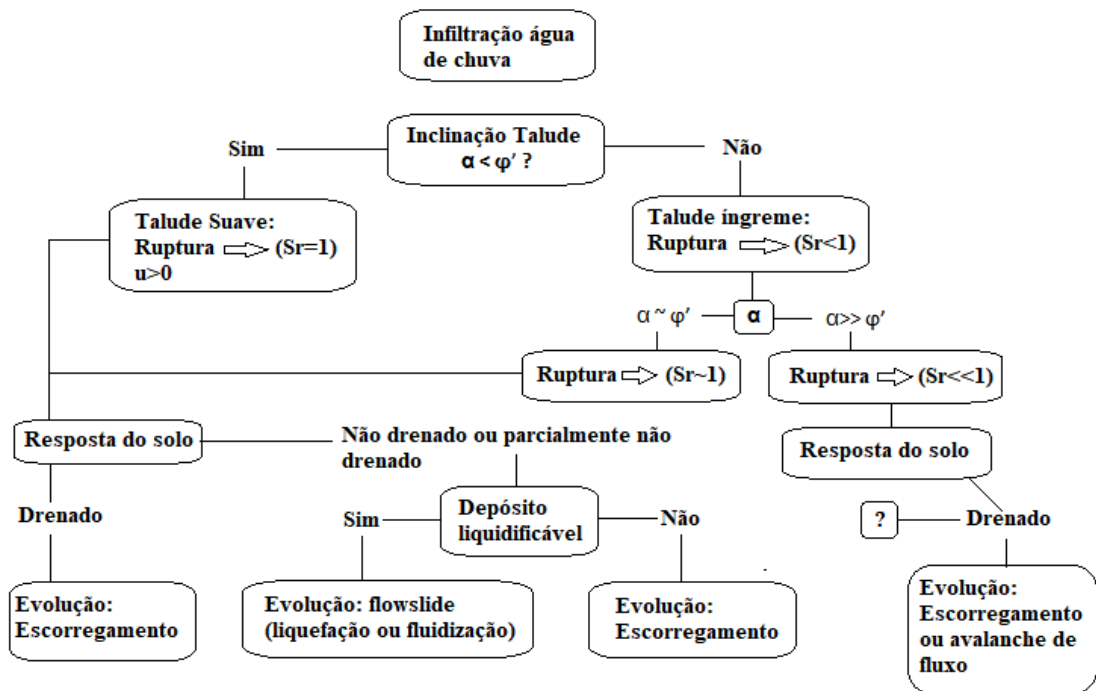 Infiltração água
de chuva
Inclinação Talude
α < φ′ ?
Sim
Não
Talude Suave:
Ruptura ⇨ (Sr=1)
u>0
Talude íngreme:
Ruptura ⇨ (Sr<1)
α ~ φ′
α
α>> φ′
Ruptura ⇨ (Sr~1)
Ruptura ⇨ (Sr<<1)
Resposta do solo
Não drenado ou parcialmente não
drenado
Resposta do solo
Drenado
Sim
Depósito
liquidificável
Não
?
Drenado
Evolução:
Escorregamento
Evolução: flowslide
(liquefação ou fluidização)
Evolução:
Escorregamento
Evolução:
Escorregamento
ou avalanche de
fluxo